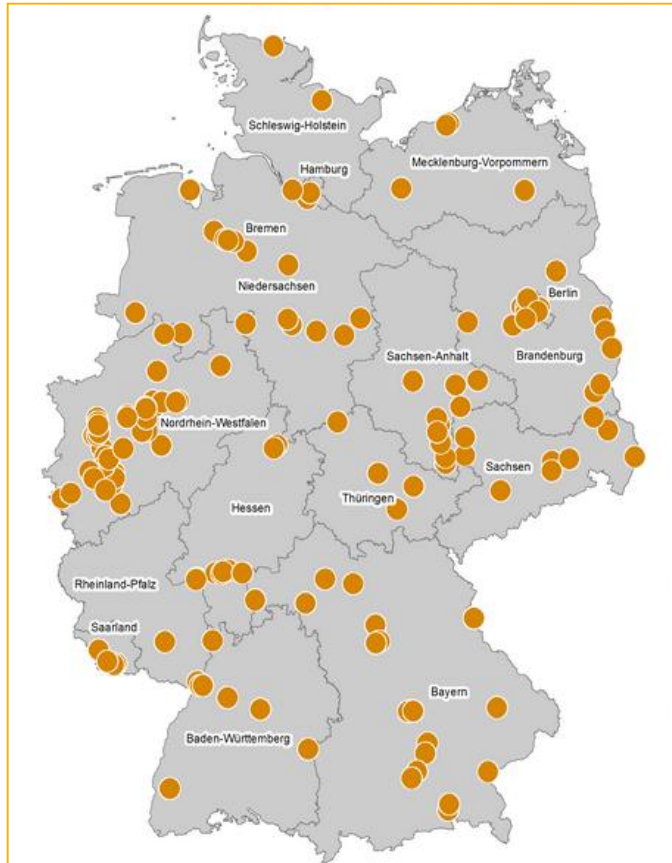 Schleswig-Holstein
Hamburg
Mecklenburg-Vorpommern
Bremen
Niedersachsen
Berlin
Sachsen-Anhalt
Brandenburg
Nordrhein-Westfalen
Sachsen
Thüringen
Hessen
Rheinland-Pfalz
Saarland
Bayern
Baden-Württemberg